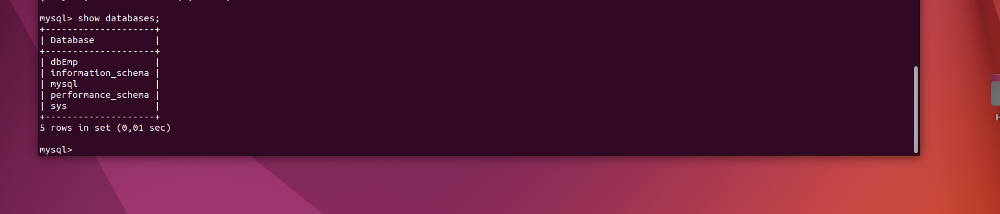 mysql> show databases;
+--------------------+
| Database           |
+--------------------+
| dbEmp              |
| information_schema |
| mysql              |
| performance_schema |
| sys                |
+--------------------+
5 rows in set (0,01 sec)
mysql>
H